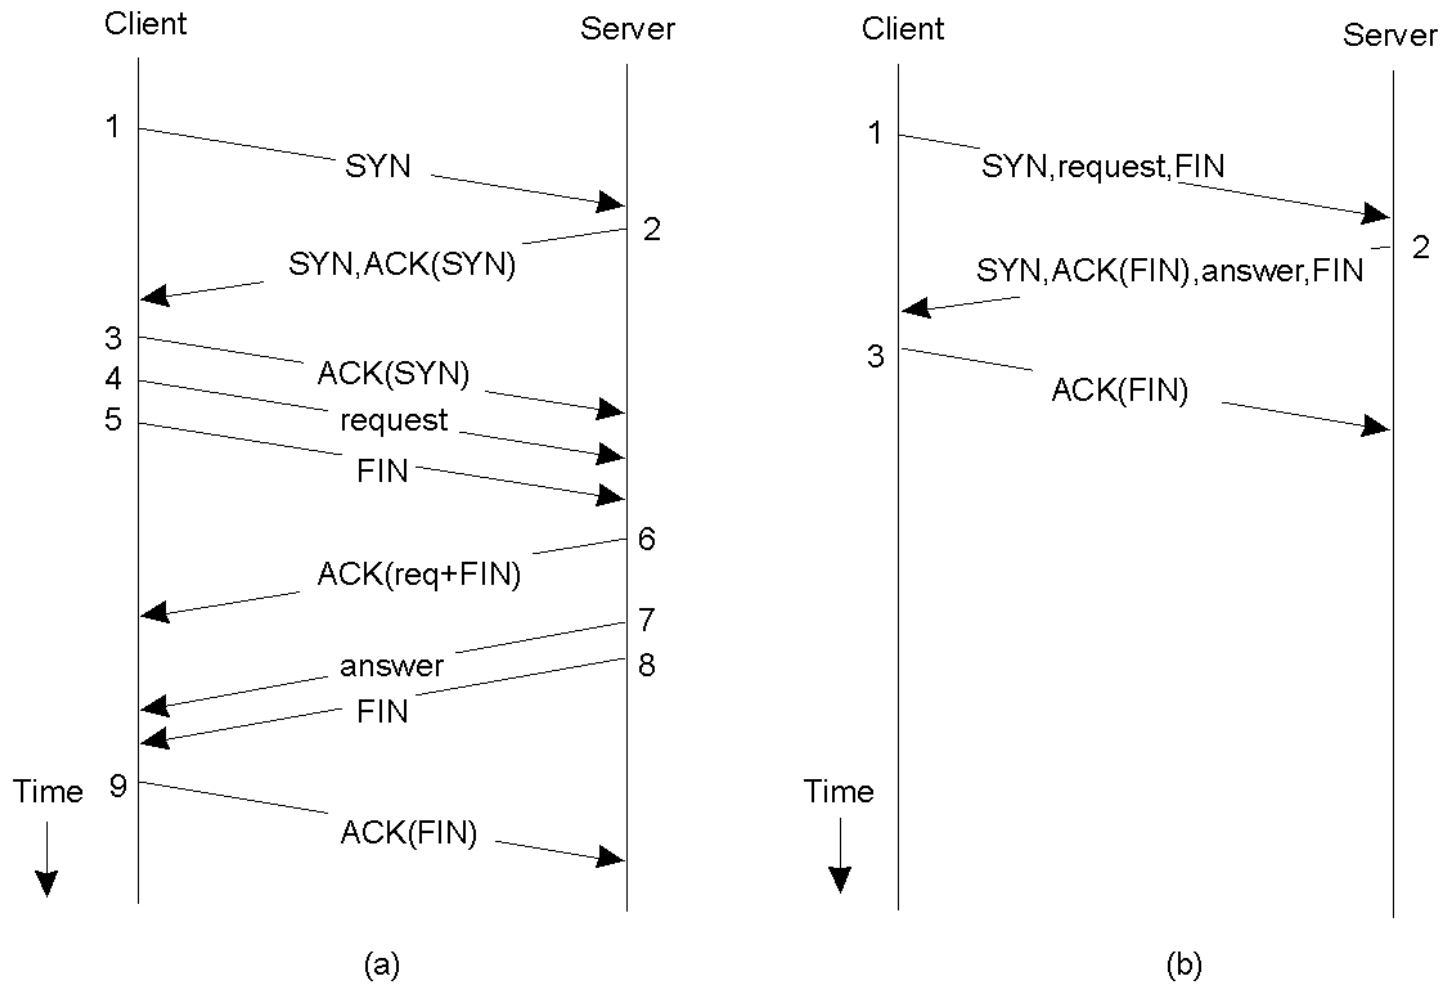 Client
Server
1
SYN
2
SYN,ACK(SYN)
3
ACK(SYN)
4
request
5
FIN
6
ACK(req+FIN)
7
answer
8
FIN
9
ACK(FIN)
Time
(a)
Client
Server
1
SYN,request,FIN
2
SYN,ACK(FIN),answer,FIN
3
ACK(FIN)
Time
(b)